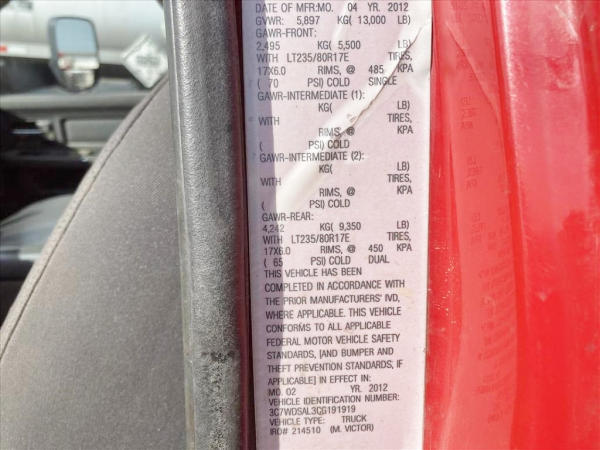 DATE OF MFR:MO. 04 YR. 2012
GVWR: 5,897 KG( 13,000 LB)
GAWR-FRONT:
2,495 KG( 5,500 LB)
WITH LT235/80R17E TIRES,
17X6.0 RIMS, @ 485 KPA
( 70 PSI) COLD SINGLE
GAWR-INTERMEDIATE (1):
KG( LB)
WITH TIRES,
RIMS, @ KPA
( PSI) COLD
GAWR-INTERMEDIATE (2):
KG( LB)
WITH TIRES,
RIMS, @ KPA
( PSI) COLD
GAWR-REAR:
4,242 KG( 9,350 LB)
WITH LT235/80R17E TIRES,
17X6.0 RIMS, @ 450 KPA
( 65 PSI) COLD DUAL
THIS VEHICLE HAS BEEN
COMPLETED IN ACCORDANCE WITH
THE PRIOR MANUFACTURERS' IVD,
WHERE APPLICABLE. THIS VEHICLE
CONFORMS TO ALL APPLICABLE
FEDERAL MOTOR VEHICLE SAFETY
STANDARDS, [AND BUMPER AND
THEFT PREVENTION STANDARDS, IF
APPLICABLE] IN EFFECT IN:
MO. 02 YR. 2012
VEHICLE IDENTIFICATION NUMBER:
3C7WDSAL3CG191919
VEHICLE TYPE: TRUCK
IRO# 214510 (M. VICTOR)